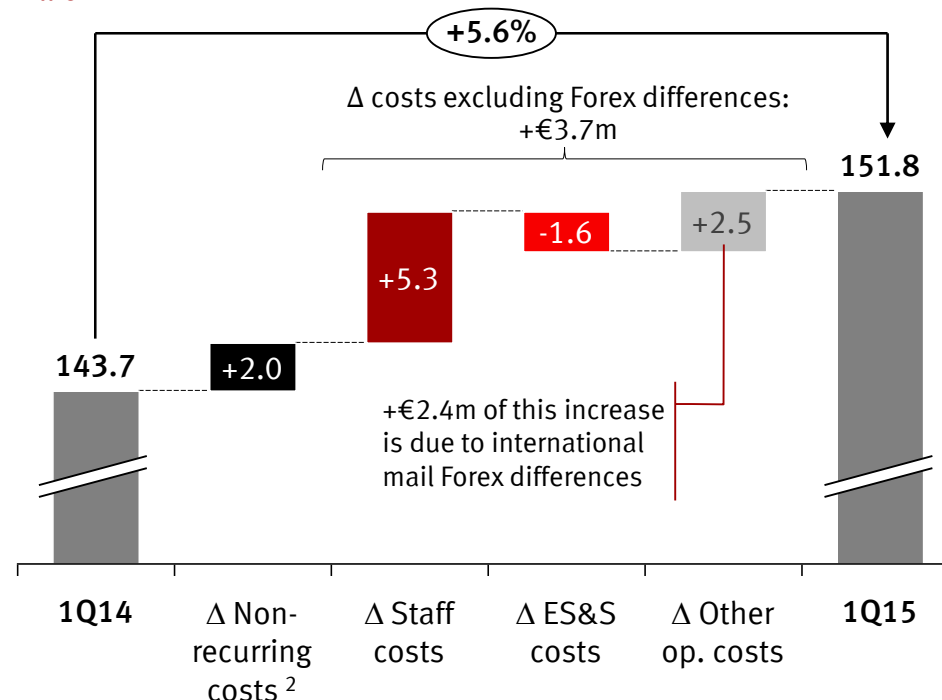 +5.6%
Δ costs excluding Forex differences:
+€3.7m
151.8
+2.5
-1.6
+5.3
143.7
+2.0
+€2.4m of this increase
is due to international
mail Forex differences
1Q14
Δ Non-
recurring
costs 2
Δ Staff
costs
Δ ES&S
costs
Δ Other
op. costs
1Q15